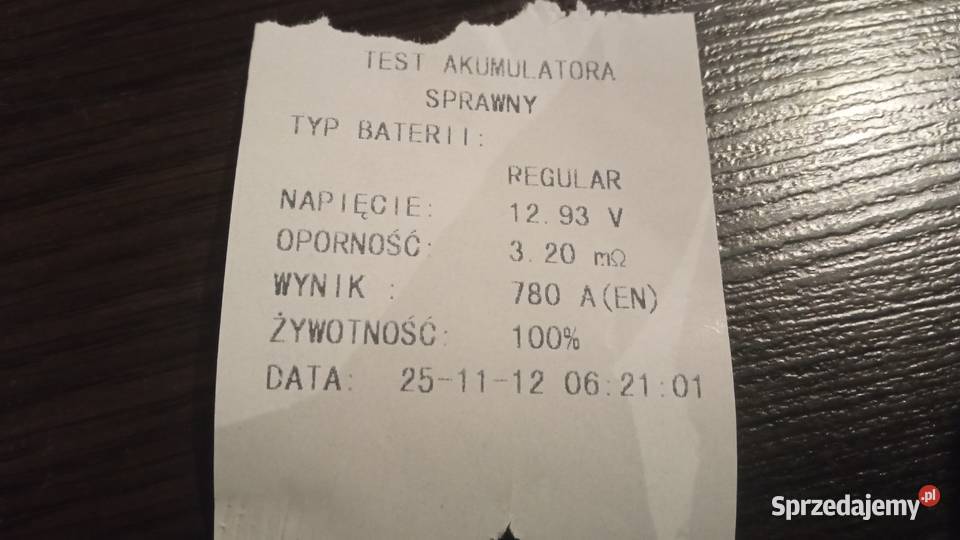 TEST AKUMULATORA
SPRAWNY
TYP BATERII:
REGULAR
NAPIĘCIE: 12.93 V
OPORNOŚĆ: 3.20 mΩ
WYNIK : 780 A(EN)
ŻYWOTNOŚĆ: 100%
DATA: 25-11-12 06:21:01
Sprzedajemy.pl